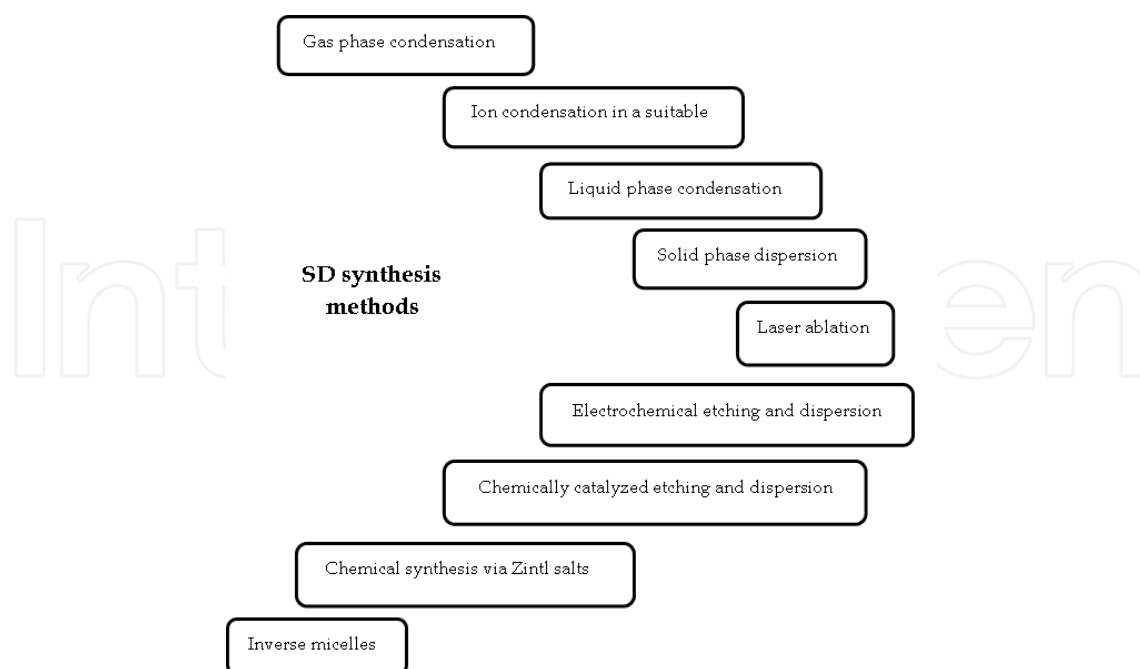 Gas phase condensation
Ion condensation in a suitable
Liquid phase condensation
Solid phase dispersion
SD synthesis
methods
Laser ablation
Electrochemical etching and dispersion
Chemically catalyzed etching and dispersion
Chemical synthesis via Zintl salts
Inverse micelles